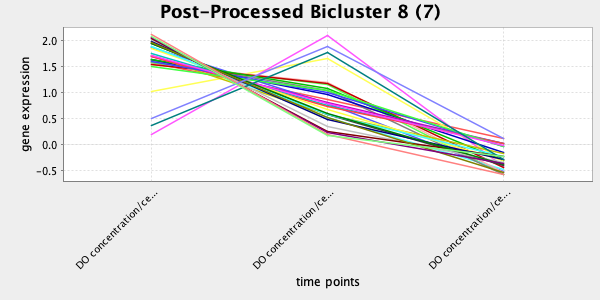 Post-Processed Bicluster 8 (7)
gene expression
2.0
1.5
1.0
0.5
0.0
-0.5
DO concentration/ce...
DO concentration/ce...
DO concentration/ce...
time points